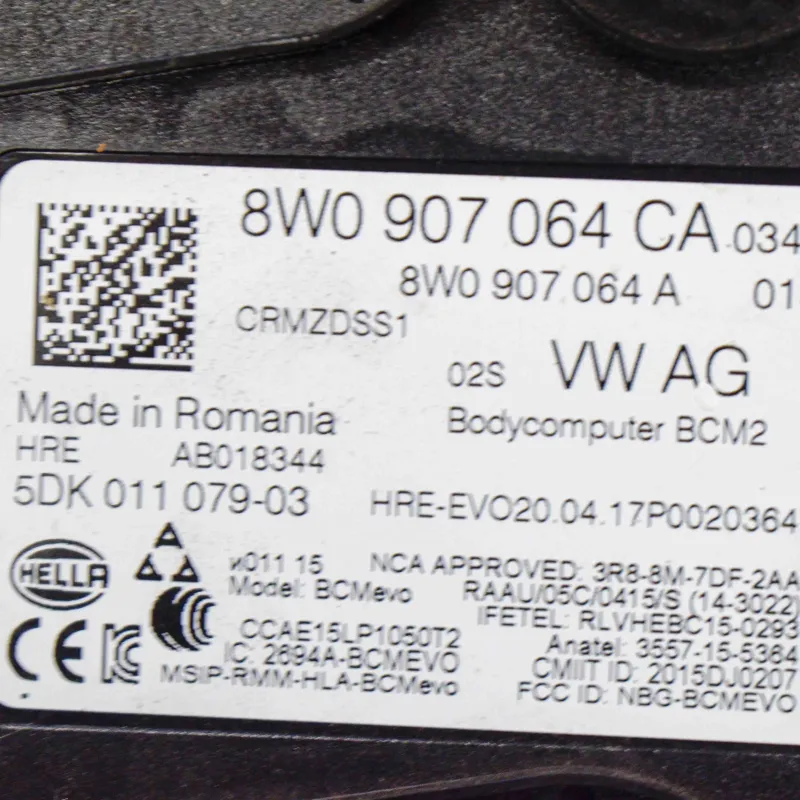 8W0 907 064 CA 034
8W0 907 064 A 01
CRMZDSS1
02S VW AG
Made in Romania
Bodycomputer BCM2
HRE AB018344
5DK 011 079-03
HRE-EVO20.04.17P0020364
HELLA
011 15
Model: BCMevo
CCAE15LP1050T2
IC: 2694A-BCMEVO
MSIP-RMM-HLA-BCMevo
NCA APPROVED: 3R8-8M-7DF-2AA
RAAU/05C/0415/S (14-3022)
IFETEL: RLVHEBC15-0293
Anatel: 3557-15-5364
CMIIT ID: 2015DJ0207
FCC ID: NBG-BCMEVO
CE